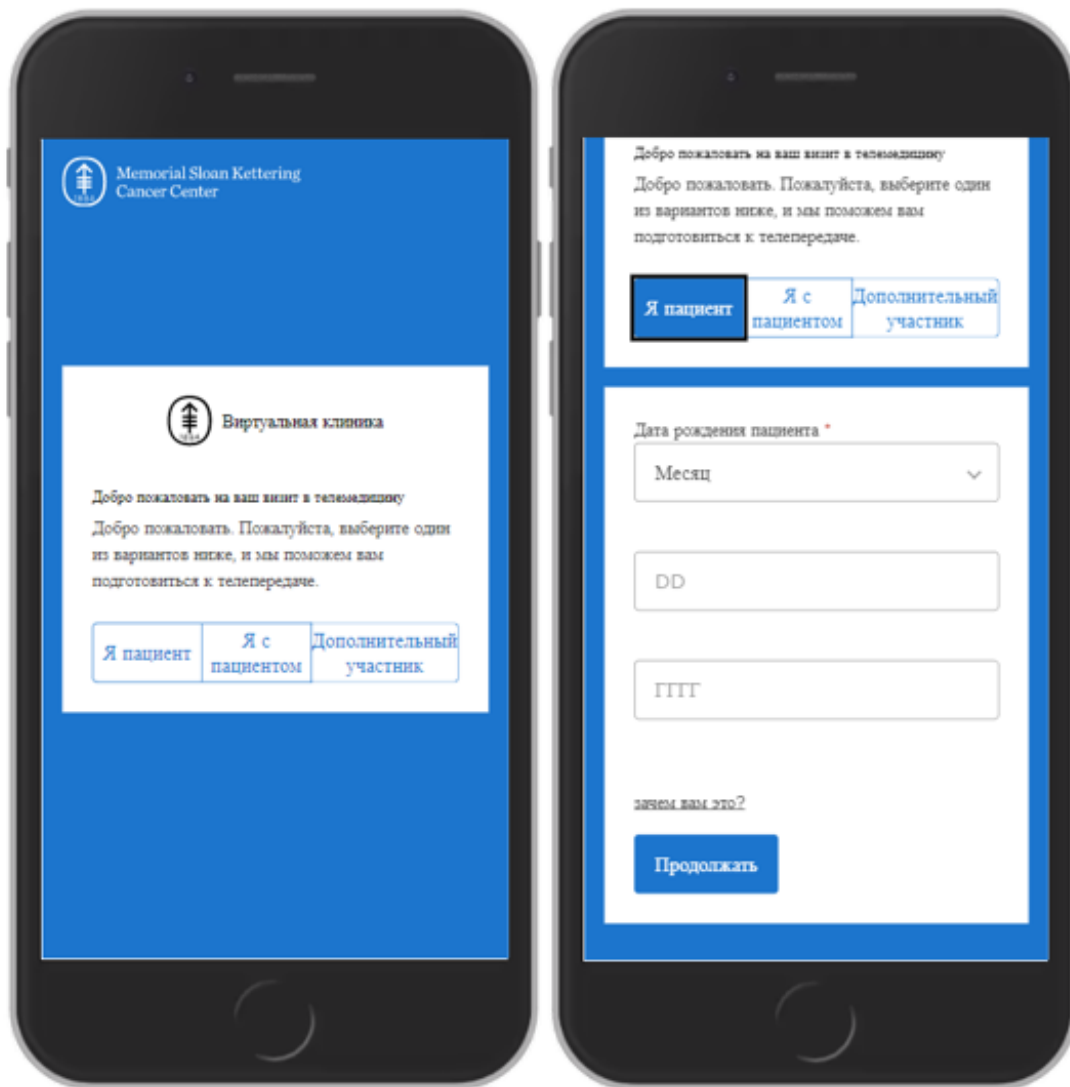 Memorial Sloan Kettering
Cancer Center
1884
Виртуальная клиника
Добро пожаловать на ваш визит в телемедицину
Добро пожаловать. Пожалуйста, выберите один
из вариантов ниже, и мы поможем вам
подготовиться к телепередаче.
Я пациент
Я с
пациентом
Дополнительный
участник
Добро пожаловать на ваш визит в телемедицину
Добро пожаловать. Пожалуйста, выберите один
из вариантов ниже, и мы поможем вам
подготовиться к телепередаче.
Я пациент
Я с
пациентом
Дополнительный
участник
Дата рождения пациента *
Месяц
DD
ГГГГ
зачем вам это?
Продолжать